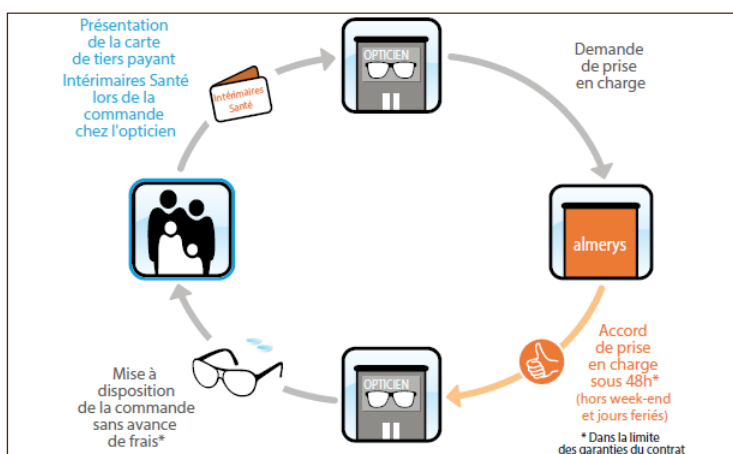 Présentation
de la carte
de tiers payant
Intérimaires Santé
lors de la
commande
chez l'opticien
Intérimaires
Santé
OPTICIEN
Demande
de prise
en charge
almerys
Accord
de prise
en charge
sous 48h*
(hors week-end
et jours feriés)
* Dans la limite
des garanties du contrat
OPTICIEN
Mise à
disposition
de la commande
sans avance
de frais*